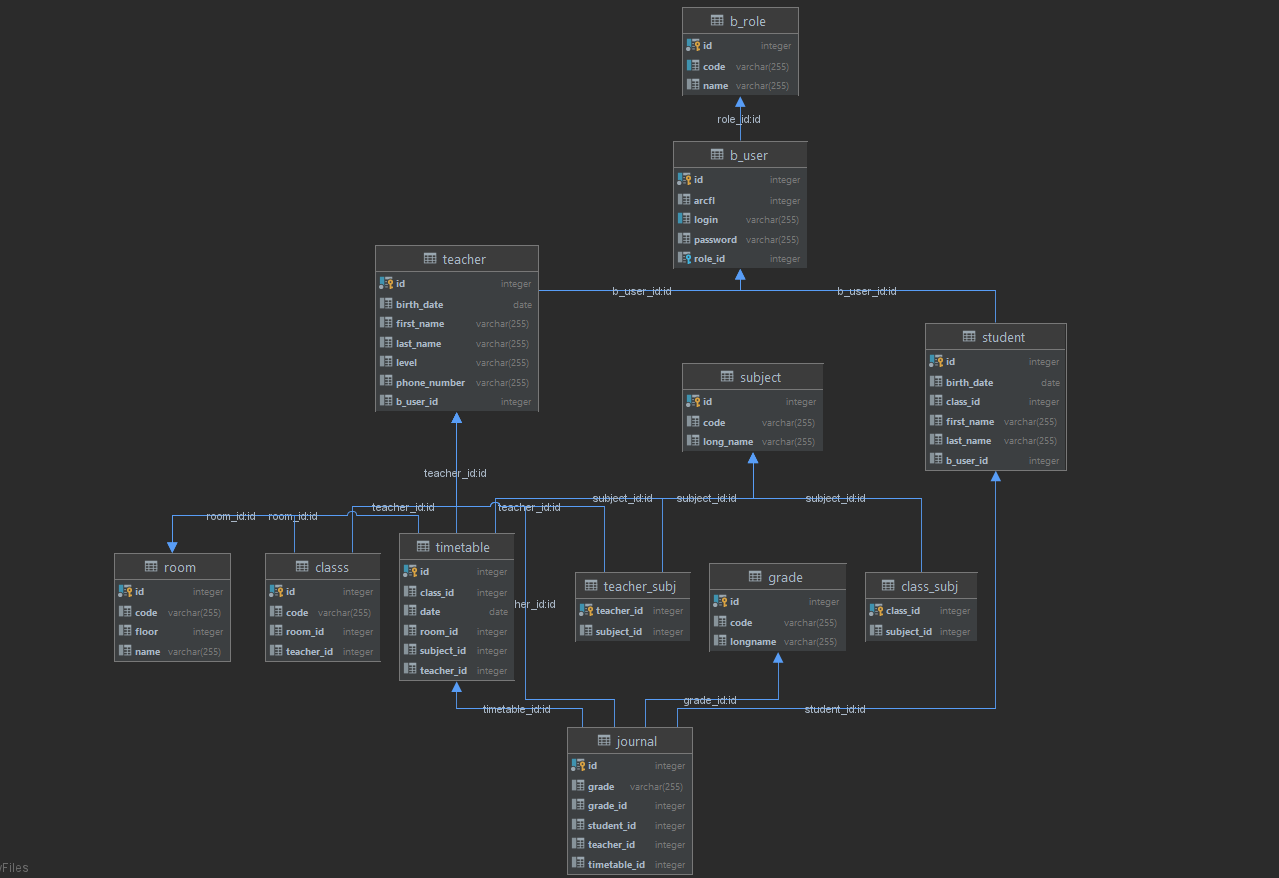 b_role
id integer
code varchar(255)
name varchar(255)
role_id:id
b_user
id integer
arcfl integer
login varchar(255)
password varchar(255)
role_id integer
b_user_id:id b_user_id:id
teacher
id integer
birth_date date
first_name varchar(255)
last_name varchar(255)
level varchar(255)
phone_number varchar(255)
b_user_id integer
student
id integer
birth_date date
class_id integer
first_name varchar(255)
last_name varchar(255)
b_user_id integer
subject
id integer
code varchar(255)
long_name varchar(255)
teacher_id:id
subject_id:id subject_id:id subject_id:id
teacher_id:id teacher_id:id
room_id:id room_id:id
room
id integer
code varchar(255)
floor integer
name varchar(255)
classs
id integer
code varchar(255)
room_id integer
teacher_id integer
timetable
id integer
class_id integer
date date
room_id integer
subject_id integer
teacher_id integer
her_id:id
teacher_subj
teacher_id integer
subject_id integer
grade
id integer
code varchar(255)
longname varchar(255)
class_subj
class_id integer
subject_id integer
grade_id:id
timetable_id:id student_id:id
journal
id integer
grade varchar(255)
grade_id integer
student_id integer
teacher_id integer
timetable_id integer
yFiles